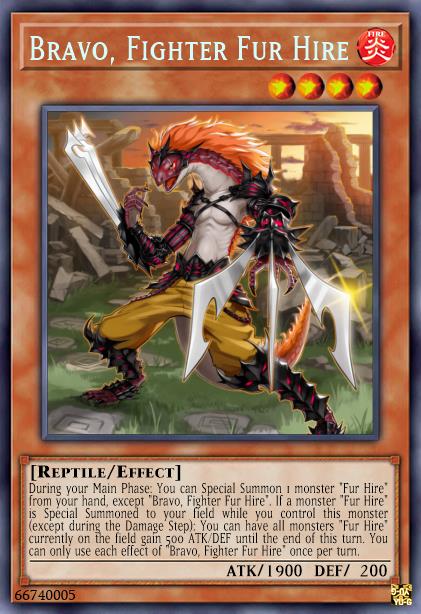 Bravo, Fighter Fur Hire
FIRE
炎
[Reptile/Effect]
During your Main Phase: You can Special Summon 1 monster "Fur Hire"
from your hand, except "Bravo, Fighter Fur Hire". If a monster "Fur Hire"
is Special Summoned to your field while you control this monster
(except during the Damage Step): You can have all monsters "Fur Hire"
currently on the field gain 500 ATK/DEF until the end of this turn. You
can only use each effect of "Bravo, Fighter Fur Hire" once per turn.
ATK/1900 DEF/ 200
66740005